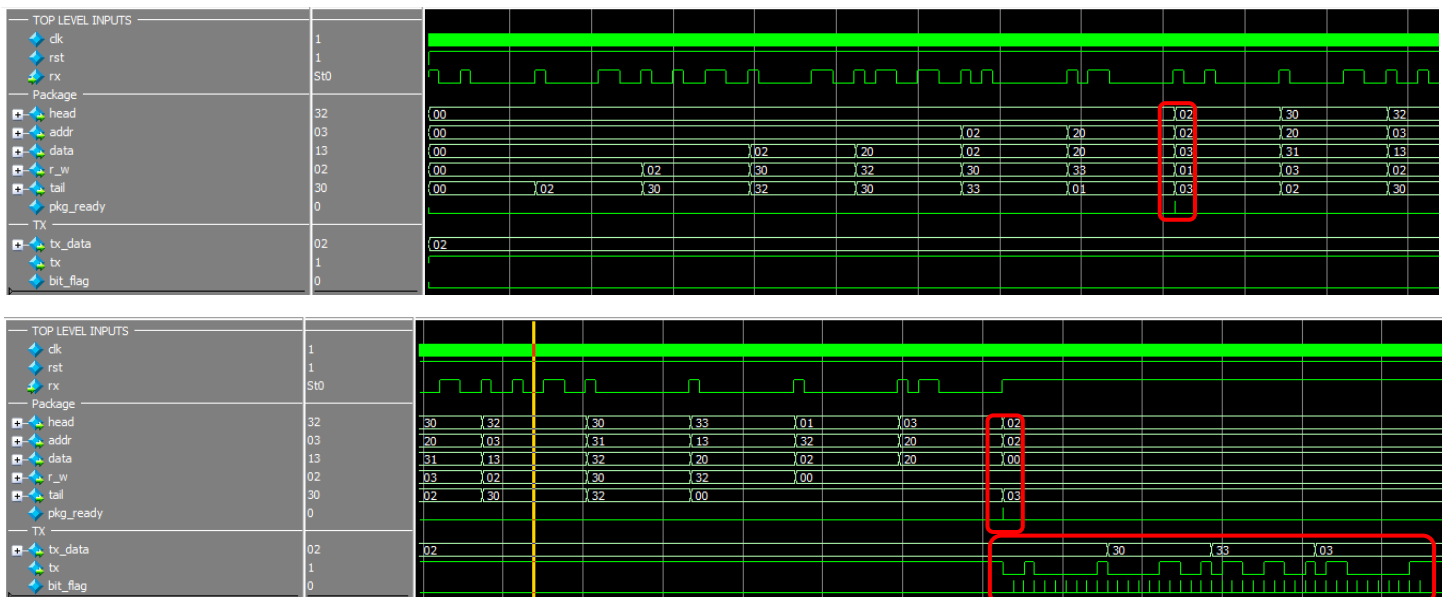 TOP LEVEL INPUTS
clk 1
rst 1
rx St0
Package
head 32 00 02 30 32
addr 03 00 02 20 02 20 03
data 13 00 02 20 02 20 03 31 13
r_w 02 00 02 30 32 30 33 01 03 02
tail 30 00 02 30 32 30 33 01 03 02 30
pkg_ready 0
TX
tx_data 02 02
tx 1
bit_flag 0
TOP LEVEL INPUTS
clk 1
rst 1
rx St0
Package
head 32 30 32 30 33 01 03 02
addr 03 20 03 31 13 32 20 02
data 13 31 13 32 20 02 20 00
r_w 02 03 02 30 32 00
tail 30 02 30 32 00 03
pkg_ready 0
TX
tx_data 02 02 30 33 03
tx 1
bit_flag 0